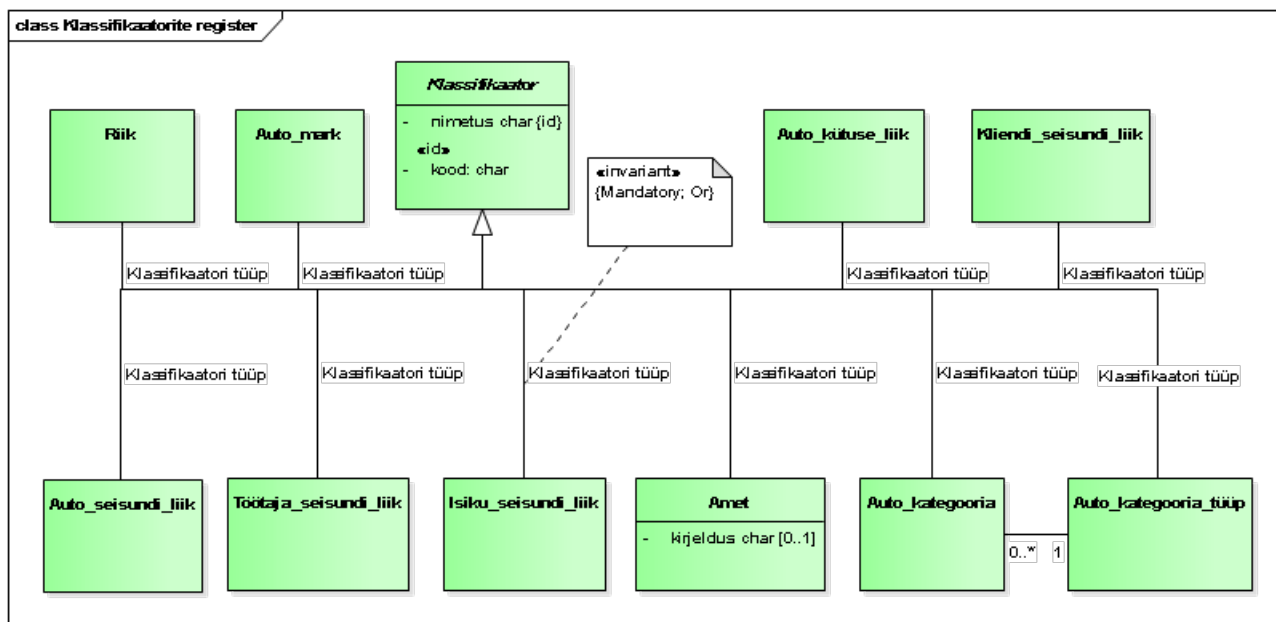 class Klassifikaatorite register
Klassifikaator
- nimetus char {id}
«id»
- kood: char
Riik
Auto_mark
«invariant»
{Mandatory; Or}
Auto_kütuse_liik
Kliendi_seisundi_liik
Klassifikaatori tüüp
Klassifikaatori tüüp
Klassifikaatori tüüp
Klassifikaatori tüüp
Klassifikaatori tüüp
Klassifikaatori tüüp
Klassifikaatori tüüp
Klassifikaatori tüüp
Klassifikaatori tüüp
Klassifikaatori tüüp
Auto_seisundi_liik
Töötaja_seisundi_liik
Isiku_seisundi_liik
Amet
- kirjeldus char [0..1]
Auto_kategooria
Auto_kategooria_tüüp
0..* 1